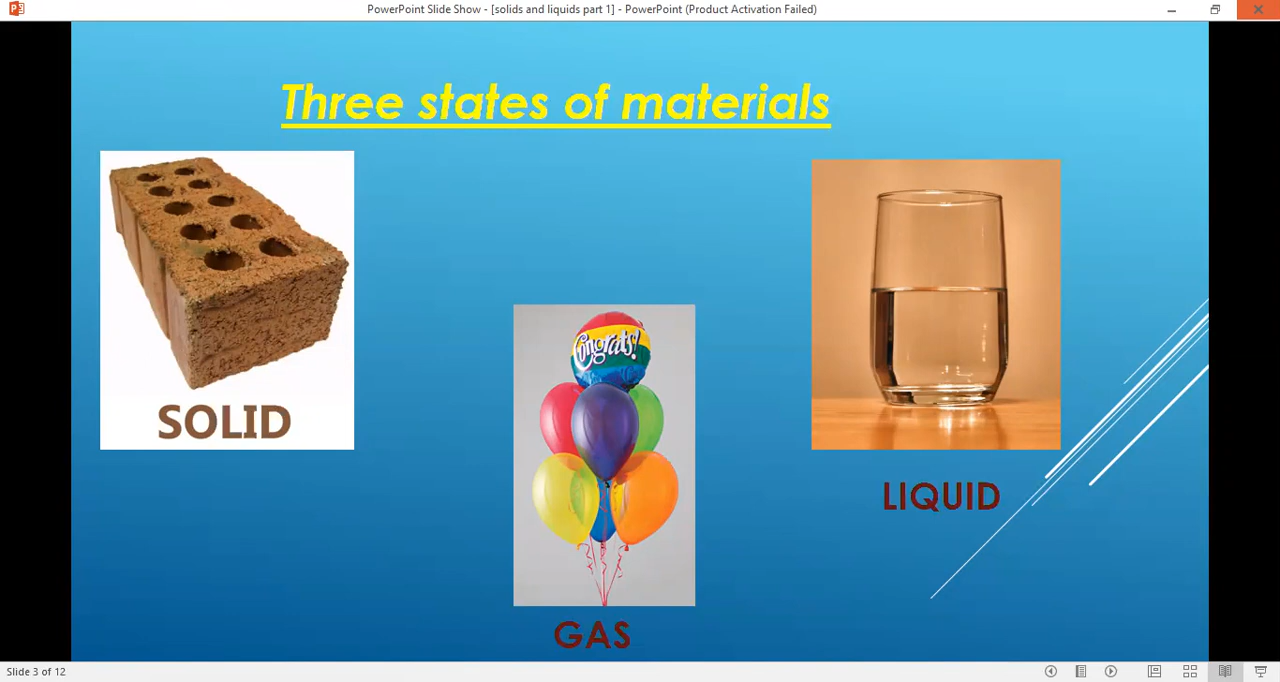 PowerPoint Slide Show - [solids and liquids part 1] - PowerPoint (Product Activation Failed)
Three states of materials
SOLID
Congrats!
LIQUID
GAS
Slide 3 of 12